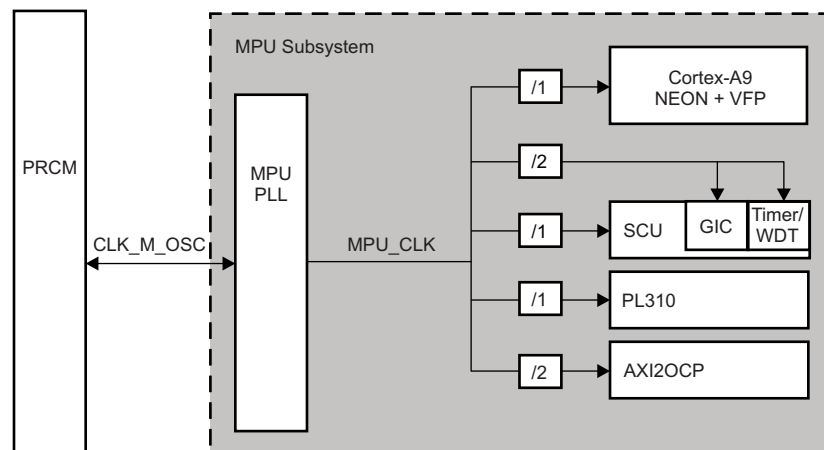 MPU Subsystem
/1
Cortex-A9
NEON + VFP
PRCM
MPU
PLL
/2
CLK_M_OSC
MPU_CLK
/1
SCU
GIC
Timer/
WDT
/1
PL310
/2
AXI2OCP